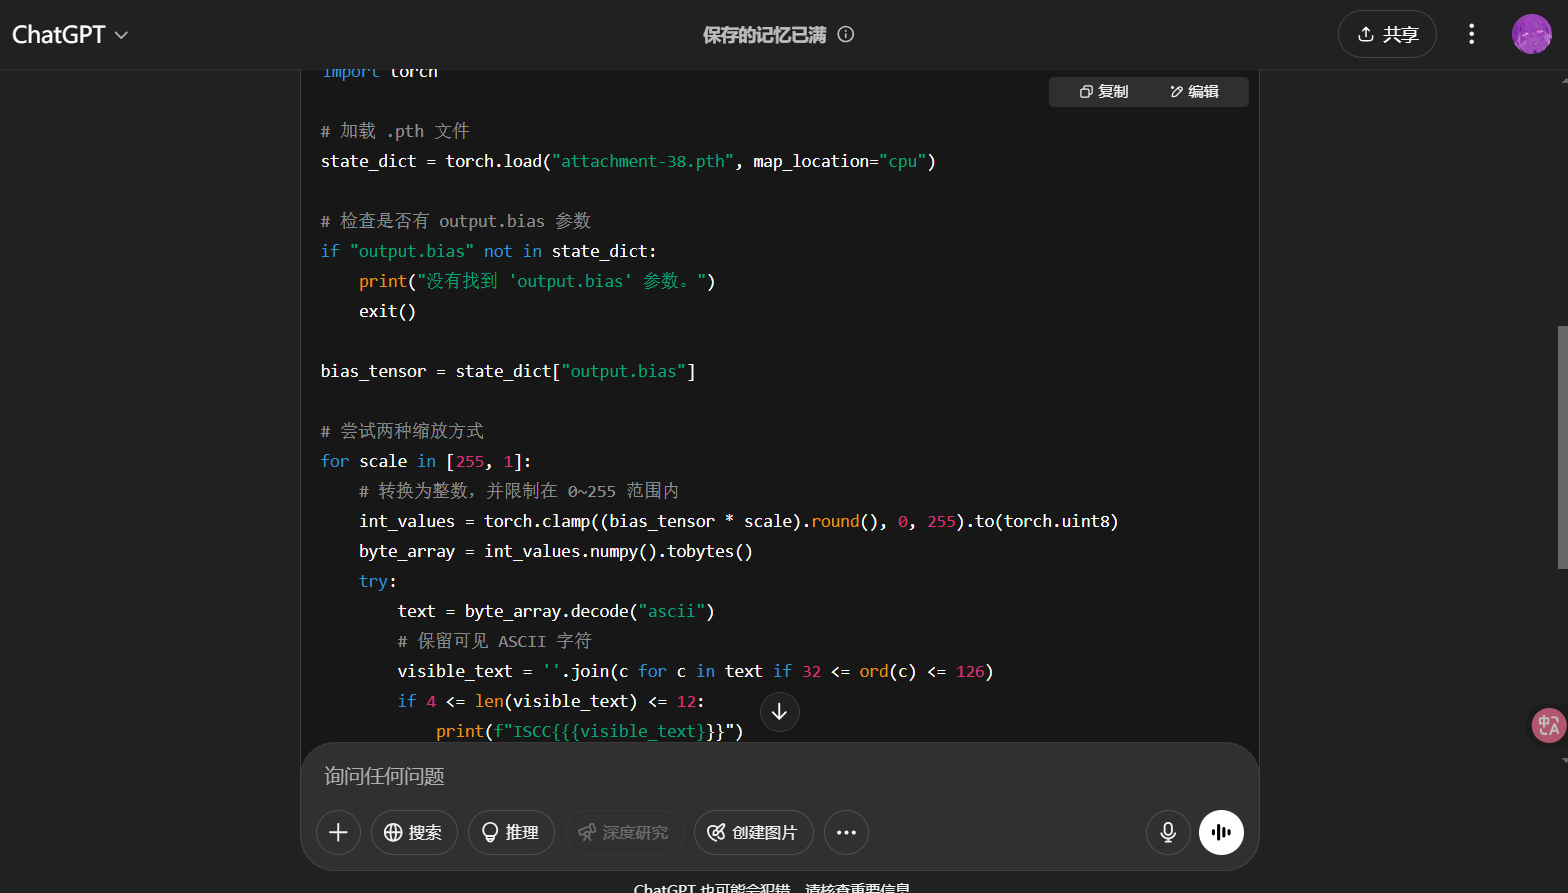 ChatGPT
保存的记忆已满
共享
import torch
复制 编辑
# 加载 .pth 文件
state_dict = torch.load("attachment-38.pth", map_location="cpu")
# 检查是否有 output.bias 参数
if "output.bias" not in state_dict:
    print("没有找到 'output.bias' 参数。")
    exit()
bias_tensor = state_dict["output.bias"]
# 尝试两种缩放方式
for scale in [255, 1]:
    # 转换为整数，并限制在 0~255 范围内
    int_values = torch.clamp((bias_tensor * scale).round(), 0, 255).to(torch.uint8)
    byte_array = int_values.numpy().tobytes()
    try:
        text = byte_array.decode("ascii")
        # 保留可见 ASCII 字符
        visible_text = ''.join(c for c in text if 32 <= ord(c) <= 126)
        if 4 <= len(visible_text) <= 12:
            print(f"ISCC{{{visible_text}}}")
询问任何问题
搜索 推理 深度研究 创建图片
ChatGPT 也可能会犯错。请核查重要信息。
中A